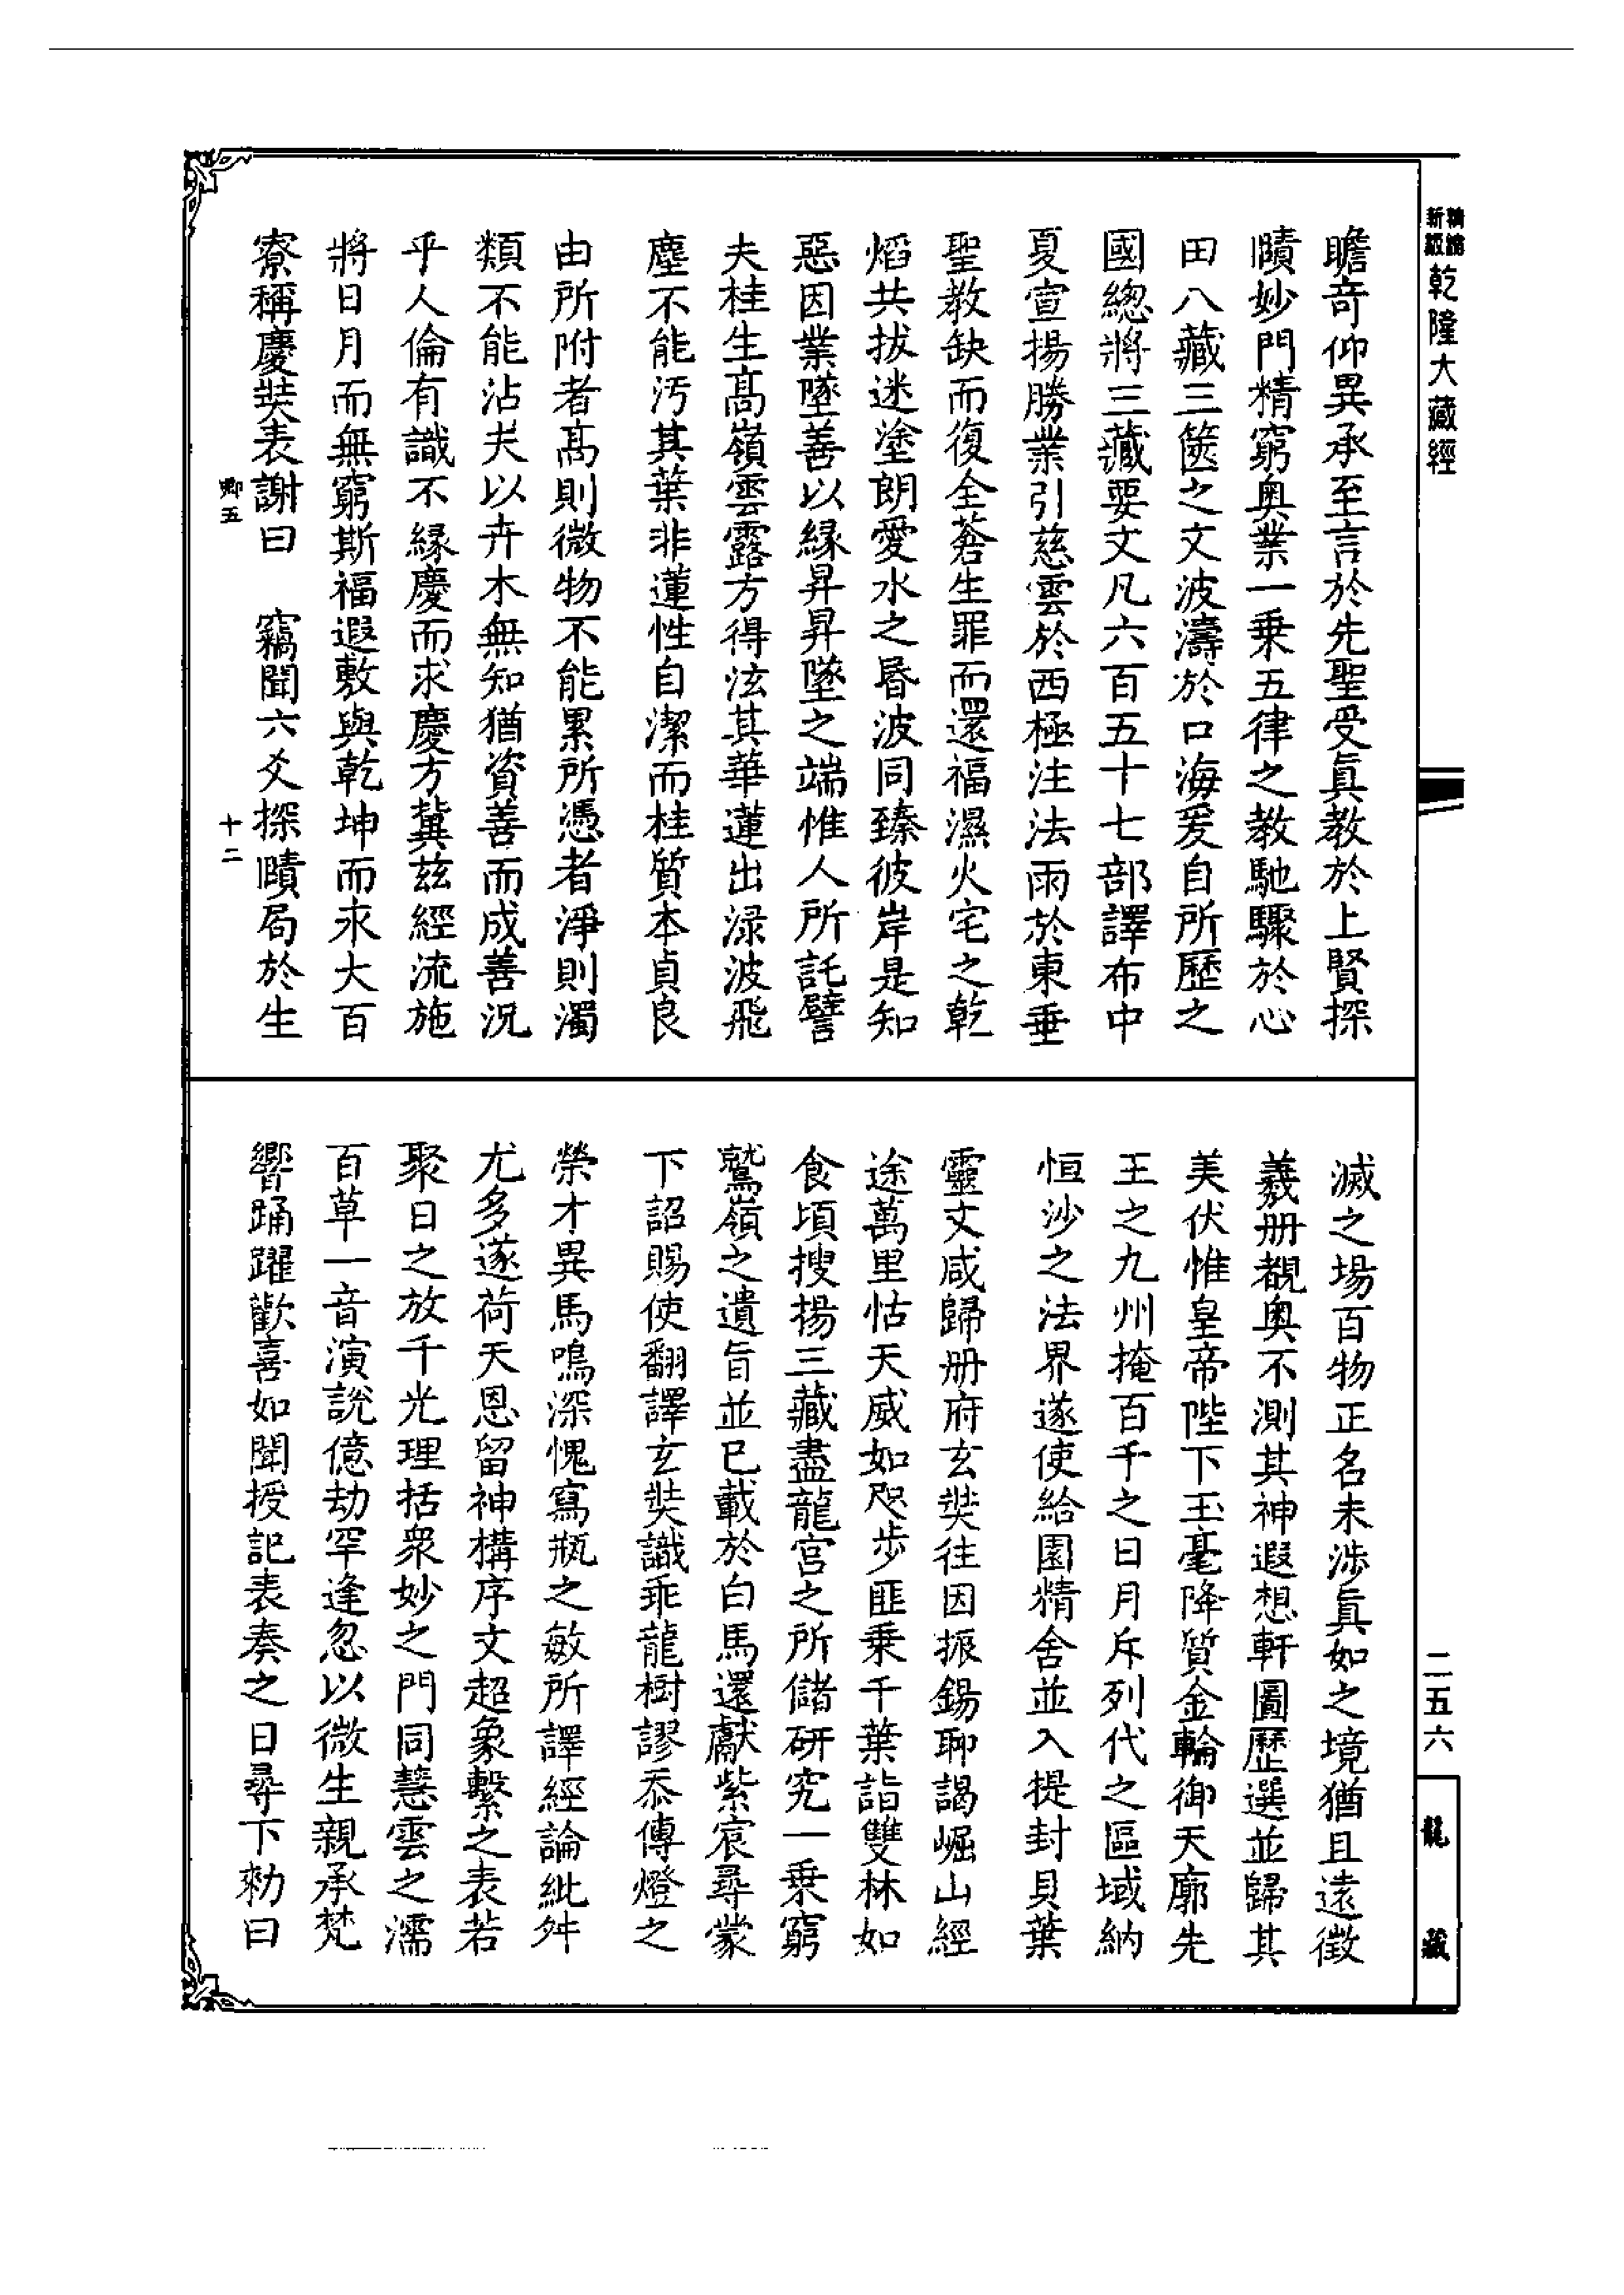 乾隆大藏經
瞻奇仰異承至言於先聖受眞教於上賢探
賾妙門精窮奥業一乗五律之教馳驟於心
田八藏三篋之文波濤於口海爰自所歷之
國總將三藏要文凡六百五十七部譯布中
夏宣揚勝業引慈雲於西極注法雨於東垂
聖教缺而復全蒼生罪而還福濕火宅之乾
焰共拔迷塗朗愛水之昬波同臻彼岸是知
惡因業墜善以縁昇昇墜之端惟人所託譬
夫桂生髙嶺雲露方得泫其華蓮出渌波飛
塵不能汚其葉非蓮性自潔而桂質本貞良
由所附者髙則微物不能累所憑者淨則濁
類不能沾夫以卉木無知猶資善而成善況
乎人倫有識不縁慶而求慶方冀茲經流施
將日月而無窮斯福遐敷與乾坤而永大百
寮稱慶奘表謝曰　竊聞六爻探賾局於生
卿五　十二
滅之場百物正名未涉眞如之境猶且遠徵
羲册覩奥不測其神遐想軒圖歷選並歸其
美伏惟皇帝陛下玉毫降質金輪御天廓先
王之九州掩百千之日月斥列代之區域納
恒沙之法界遂使給園精舍並入提封貝葉
靈文咸歸册府玄奘往因振錫聊謁崛山經
途萬里怙天威如咫步匪乗千葉詣雙林如
食頃搜揚三藏盡龍宮之所儲研究一乗窮
鷲嶺之遺旨並已載於白馬還獻紫宸尋蒙
下詔賜使翻譯玄奘識乖龍樹謬忝傳燈之
榮才異馬鳴深愧寫瓶之敏所譯經論紕舛
尤多遂荷天恩留神構序文超象繫之表若
聚日之放千光理括衆妙之門同慧雲之濡
百草一音演說億劫罕逢忽以微生親承梵
響踊躍歡喜如聞授記表奏之日尋下勑曰
二五六
龍藏